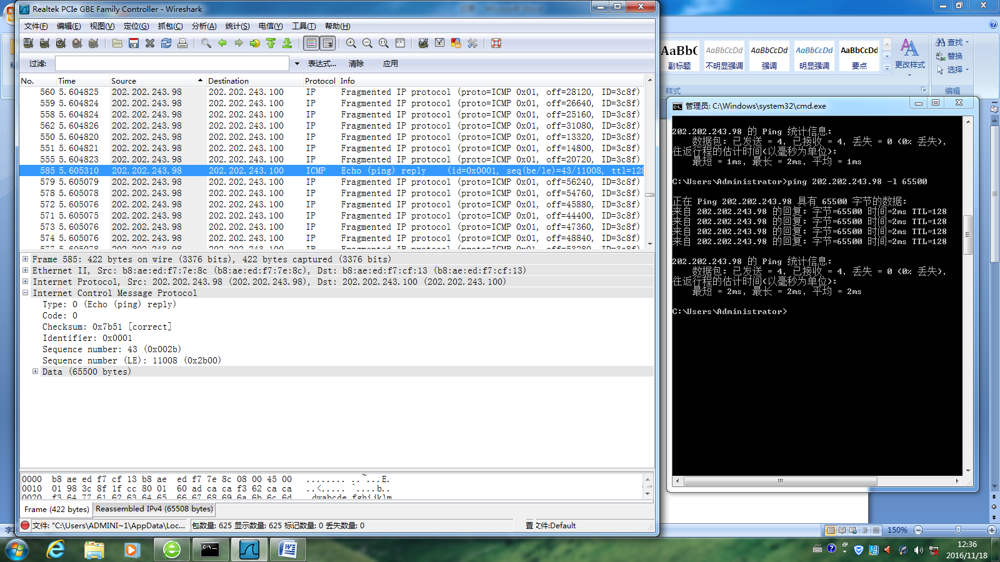 Realtek PCIe GBE Family Controller - Wireshark
文件(F) 编辑(E) 视图(V) 定位(G) 抓包(C) 分析(A) 统计(S) 电信(Y) 工具(T) 帮助(H)
过滤: 表达式... 清除 应用
No. Time Source Destination Protocol Info
560 5.604825 202.202.243.98 202.202.243.100 IP Fragmented IP protocol (proto=ICMP 0x01, off=28120, ID=3c8f)
559 5.604824 202.202.243.98 202.202.243.100 IP Fragmented IP protocol (proto=ICMP 0x01, off=26640, ID=3c8f)
558 5.604824 202.202.243.98 202.202.243.100 IP Fragmented IP protocol (proto=ICMP 0x01, off=25160, ID=3c8f)
562 5.604826 202.202.243.98 202.202.243.100 IP Fragmented IP protocol (proto=ICMP 0x01, off=31080, ID=3c8f)
550 5.604820 202.202.243.98 202.202.243.100 IP Fragmented IP protocol (proto=ICMP 0x01, off=13320, ID=3c8f)
551 5.604821 202.202.243.98 202.202.243.100 IP Fragmented IP protocol (proto=ICMP 0x01, off=14800, ID=3c8f)
555 5.604823 202.202.243.98 202.202.243.100 IP Fragmented IP protocol (proto=ICMP 0x01, off=20720, ID=3c8f)
585 5.605310 202.202.243.98 202.202.243.100 ICMP Echo (ping) reply (id=0x0001, seq(be/le)=43/11008, ttl=128
579 5.605079 202.202.243.98 202.202.243.100 IP Fragmented IP protocol (proto=ICMP 0x01, off=56240, ID=3c8f)
578 5.605078 202.202.243.98 202.202.243.100 IP Fragmented IP protocol (proto=ICMP 0x01, off=54760, ID=3c8f)
572 5.605076 202.202.243.98 202.202.243.100 IP Fragmented IP protocol (proto=ICMP 0x01, off=45880, ID=3c8f)
571 5.605075 202.202.243.98 202.202.243.100 IP Fragmented IP protocol (proto=ICMP 0x01, off=44400, ID=3c8f)
573 5.605076 202.202.243.98 202.202.243.100 IP Fragmented IP protocol (proto=ICMP 0x01, off=47360, ID=3c8f)
574 5.605076 202.202.243.98 202.202.243.100 IP Fragmented IP protocol (proto=ICMP 0x01, off=48840, ID=3c8f)
Frame 585: 422 bytes on wire (3376 bits), 422 bytes captured (3376 bits)
Ethernet II, Src: b8:ae:ed:f7:7e:8c (b8:ae:ed:f7:7e:8c), Dst: b8:ae:ed:f7:cf:13 (b8:ae:ed:f7:cf:13)
Internet Protocol, Src: 202.202.243.98 (202.202.243.98), Dst: 202.202.243.100 (202.202.243.100)
Internet Control Message Protocol
Type: 0 (Echo (ping) reply)
Code: 0
Checksum: 0x7b51 [correct]
Identifier: 0x0001
Sequence number: 43 (0x002b)
Sequence number (LE): 11008 (0x2b00)
Data (65500 bytes)
0000 b8 ae ed f7 cf 13 b8 ae ed f7 7e 8c 08 00 45 00 ........ ..~...E.
0010 01 98 3c 8f 1f cc 80 01 60 ad ca ca f3 62 ca ca ..<..... `....b..
0020 f3 64 77 61 62 63 64 65 66 67 68 69 6a 6b 6c 6d .dwabcde fghijklm
Frame (422 bytes) Reassembled IPv4 (65508 bytes)
文件: "C:\Users\ADMINI~1\AppData\Loc... 包数量: 625 显示数量: 625 标记数量: 0 丢失数量: 0 置文件:Default
AaBbC AaBbCcDd AaBbCcDd AaBbCcDd AaBbCcDd
副标题 不明显强调 强调 明显强调 要点
更改样式
查找
替换
选择
样式 编辑
管理员: C:\Windows\system32\cmd.exe
202.202.243.98 的 Ping 统计信息:
数据包: 已发送 = 4, 已接收 = 4, 丢失 = 0 (0% 丢失),
往返行程的估计时间(以毫秒为单位):
最短 = 1ms, 最长 = 2ms, 平均 = 1ms
C:\Users\Administrator>ping 202.202.243.98 -l 65500
正在 Ping 202.202.243.98 具有 65500 字节的数据:
来自 202.202.243.98 的回复: 字节=65500 时间=2ms TTL=128
来自 202.202.243.98 的回复: 字节=65500 时间=2ms TTL=128
来自 202.202.243.98 的回复: 字节=65500 时间=2ms TTL=128
来自 202.202.243.98 的回复: 字节=65500 时间=2ms TTL=128
202.202.243.98 的 Ping 统计信息:
数据包: 已发送 = 4, 已接收 = 4, 丢失 = 0 (0% 丢失),
往返行程的估计时间(以毫秒为单位):
最短 = 2ms, 最长 = 2ms, 平均 = 2ms
C:\Users\Administrator>
150%
12:36
2016/11/18